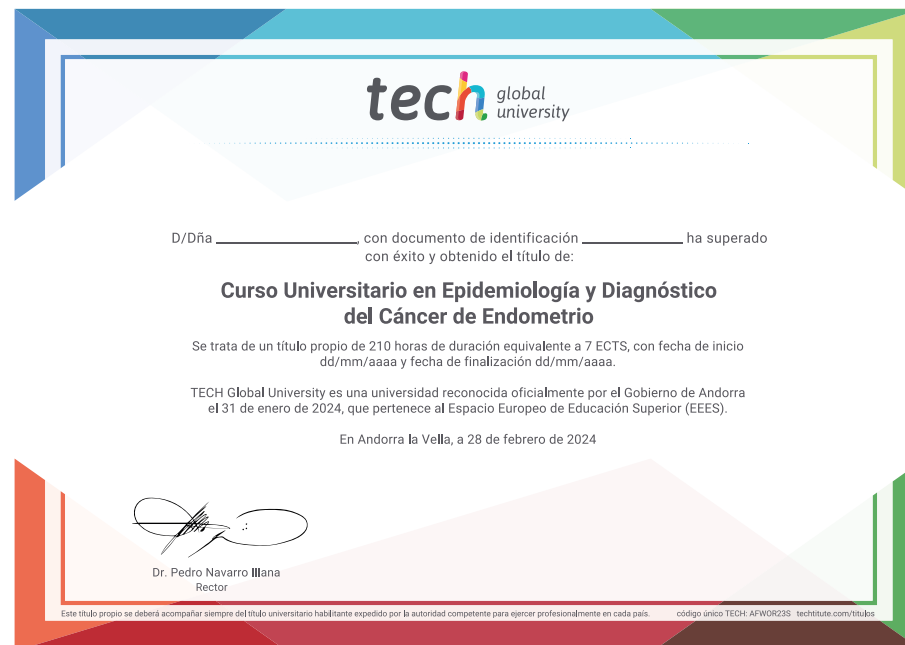 tech global
university
D/Dña ____________________, con documento de identificación ______________ ha superado
con éxito y obtenido el título de:
Curso Universitario en Epidemiología y Diagnóstico
del Cáncer de Endometrio
Se trata de un título propio de 210 horas de duración equivalente a 7 ECTS, con fecha de inicio
dd/mm/aaaa y fecha de finalización dd/mm/aaaa.
TECH Global University es una universidad reconocida oficialmente por el Gobierno de Andorra
el 31 de enero de 2024, que pertenece al Espacio Europeo de Educación Superior (EEES).
En Andorra la Vella, a 28 de febrero de 2024
Dr. Pedro Navarro Illana
Rector
Este título propio se deberá acompañar siempre del título universitario habilitante expedido por la autoridad competente para ejercer profesionalmente en cada país. código único TECH: AFWOR23S techtitute.com/titulos